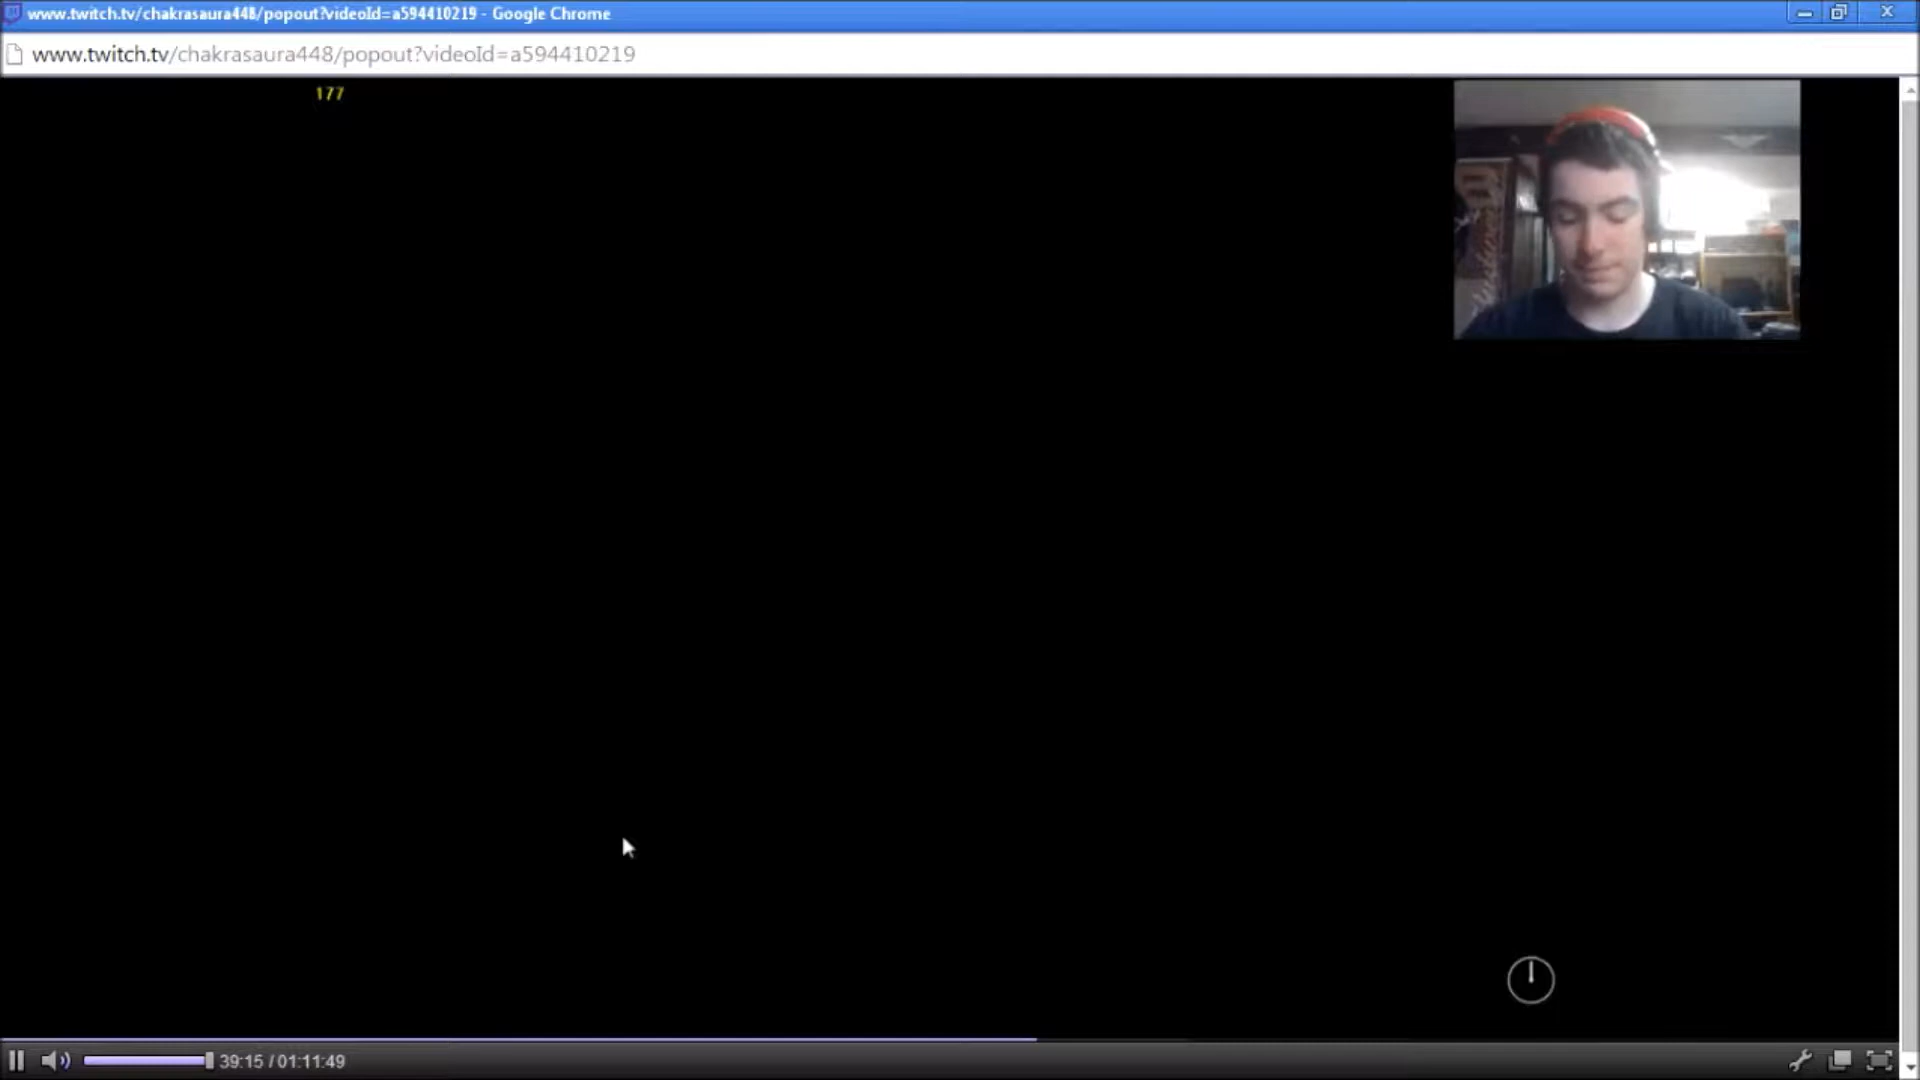 www.twitch.tv/chakrasaura448/popout?videoId=a594410219 - Google Chrome
www.twitch.tv/chakrasaura448/popout?videoId=a594410219
177
39:15 / 01:11:49